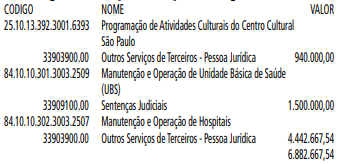 CODIGO NOME VALOR
25.10.13.392.3001.6393 Programação de Atividades Culturais do Centro Cultural
São Paulo
33903900.00 Outros Serviços de Terceiros - Pessoa Jurídica 940.000,00
84.10.10.301.3003.2509 Manutenção e Operação de Unidade Básica de Saúde
(UBS)
33909100.00 Sentenças Judiciais 1.500.000,00
84.10.10.302.3003.2507 Manutenção e Operação de Hospitais
33903900.00 Outros Serviços de Terceiros - Pessoa Jurídica 4.442.667,54
6.882.667,54